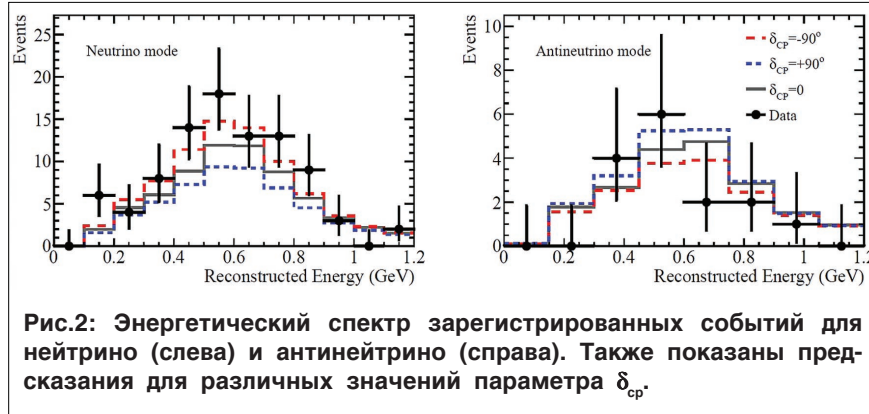 Events
Neutrino mode
25
20
15
10
5
0
0 0.2 0.4 0.6 0.8 1 1.2
Reconstructed Energy (GeV)
Events
Antineutrino mode
10
8
6
4
2
0
0 0.2 0.4 0.6 0.8 1 1.2
Reconstructed Energy (GeV)
δCP=-90°
δCP=+90°
δCP=0
Data
Рис.2: Энергетический спектр зарегистрированных событий для
нейтрино (слева) и антинейтрино (справа). Также показаны пред-
сказания для различных значений параметра δcp.